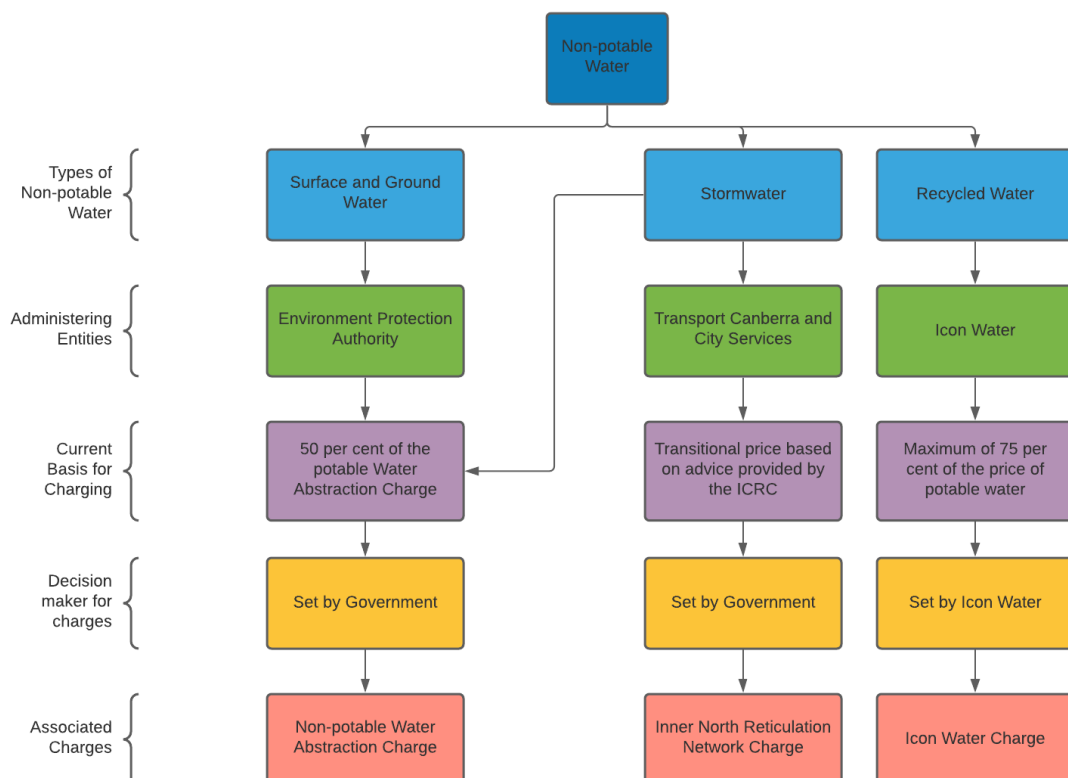 Non-potable
Water
Types of
Non-potable
Water
Surface and Ground
Water
Stormwater
Recycled Water
Administering
Entities
Environment Protection
Authority
Transport Canberra and
City Services
Icon Water
Current
Basis for
Charging
50 per cent of the
potable Water
Abstraction Charge
Transitional price based
on advice provided by
the ICRC
Maximum of 75 per
cent of the price of
potable water
Decision
maker for
charges
Set by Government
Set by Government
Set by Icon Water
Associated
Charges
Non-potable Water
Abstraction Charge
Inner North Reticulation
Network Charge
Icon Water Charge